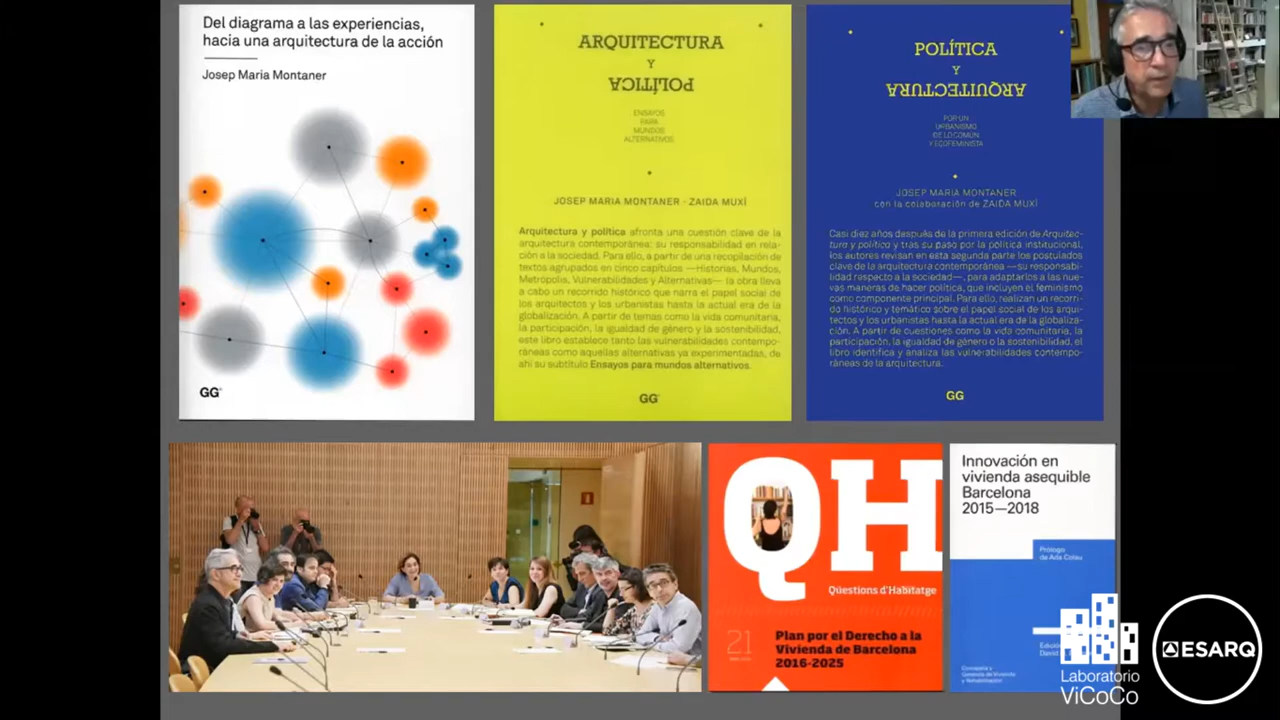 Del diagrama a las experiencias,
hacia una arquitectura de la acción
Josep Maria Montaner
GG
ARQUITECTURA
Y
POLÍTICA
ENSAYOS
PARA
MUNDOS
ALTERNATIVOS
JOSEP MARIA MONTANER · ZAIDA MUXÍ
Arquitectura y política afronta una cuestión clave de la
arquitectura contemporánea: su responsabilidad en rela-
ción a la sociedad. Para ello, a partir de una recopilación de
textos agrupados en cinco capítulos —Historias, Mundos,
Metrópolis, Vulnerabilidades y Alternativas— la obra lleva
a cabo un recorrido histórico que narra el papel social de
los arquitectos y los urbanistas hasta la actual era de la
globalización. A partir de temas como la vida comunitaria,
la participación, la igualdad de género y la sostenibilidad,
este libro establece tanto las vulnerabilidades contempo-
ráneas como aquellas alternativas ya experimentadas, de
ahí su subtítulo Ensayos para mundos alternativos.
GG
POLÍTICA
Y
ARQUITECTURA
POR UN
URBANISMO
DE LO COMÚN
Y ECOFEMINISTA
JOSEP MARIA MONTANER
con la colaboración de ZAIDA MUXÍ
Casi diez años después de la primera edición de Arquitec-
tura y política y tras su paso por la política institucional,
los autores revisan en esta segunda parte los postulados
clave de la arquitectura contemporánea —su responsabi-
lidad respecto a la sociedad—, para adaptarlos a las nue-
vas maneras de hacer política, que incluyen el feminismo
como componente principal. Para ello, realizan un recorri-
do histórico y temático sobre el papel social de los arqui-
tectos y los urbanistas hasta la actual era de la globaliza-
ción. A partir de cuestiones como la vida comunitaria, la
participación, la igualdad de género o la sostenibilidad, el
libro identifica y analiza las vulnerabilidades contempo-
ráneas de la arquitectura.
GG
QH
Qüestions d'Habitatge
21
Plan por el Derecho a la
Vivienda de Barcelona
2016-2025
Innovación en
vivienda asequible
Barcelona
2015—2018
Prólogo
de Ada Colau
Edición
David
Laboratorio
ViCoCo
ESARQ